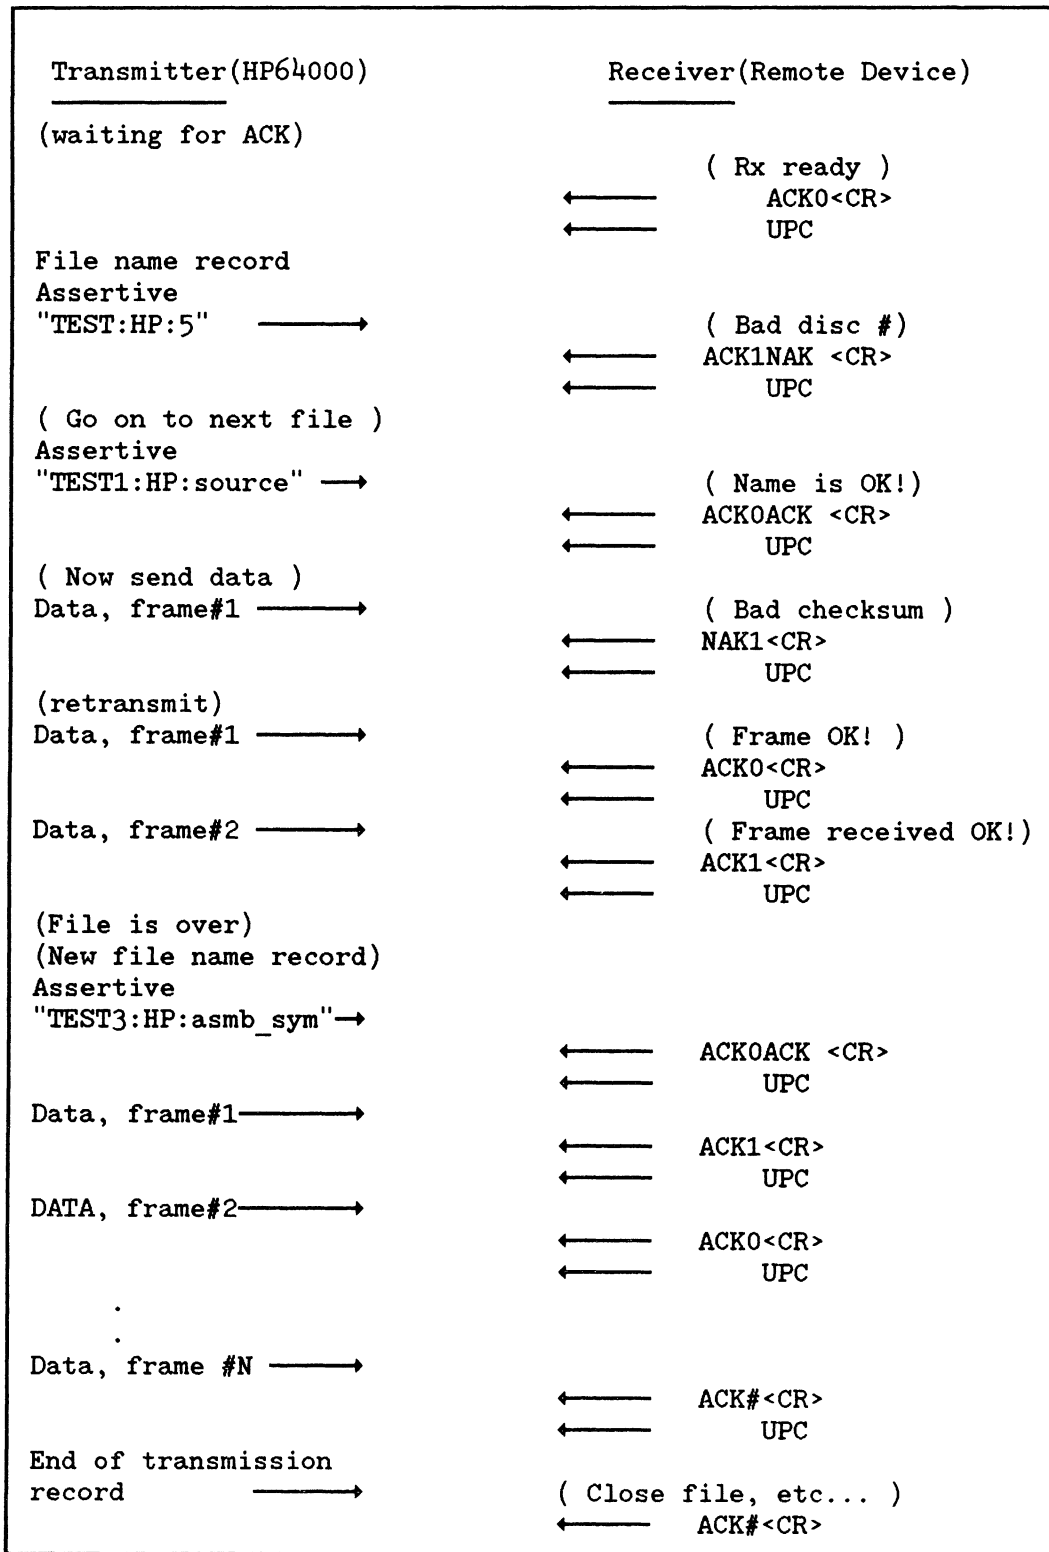 Transmitter(HP64000) Receiver(Remote Device)
(waiting for ACK)
( Rx ready )
ACK0<CR>
UPC
File name record
Assertive
"TEST:HP:5" ( Bad disc #)
ACK1NAK <CR>
UPC
( Go on to next file )
Assertive
"TEST1:HP:source" ( Name is OK!)
ACK0ACK <CR>
UPC
( Now send data )
Data, frame#1 ( Bad checksum )
NAK1<CR>
UPC
(retransmit)
Data, frame#1 ( Frame OK! )
ACK0<CR>
UPC
Data, frame#2 ( Frame received OK!)
ACK1<CR>
UPC
(File is over)
(New file name record)
Assertive
"TEST3:HP:asmb_sym"
ACK0ACK <CR>
UPC
Data, frame#1
ACK1<CR>
UPC
DATA, frame#2
ACK0<CR>
UPC
.
.
Data, frame #N
ACK#<CR>
UPC
End of transmission
record ( Close file, etc... )
ACK#<CR>